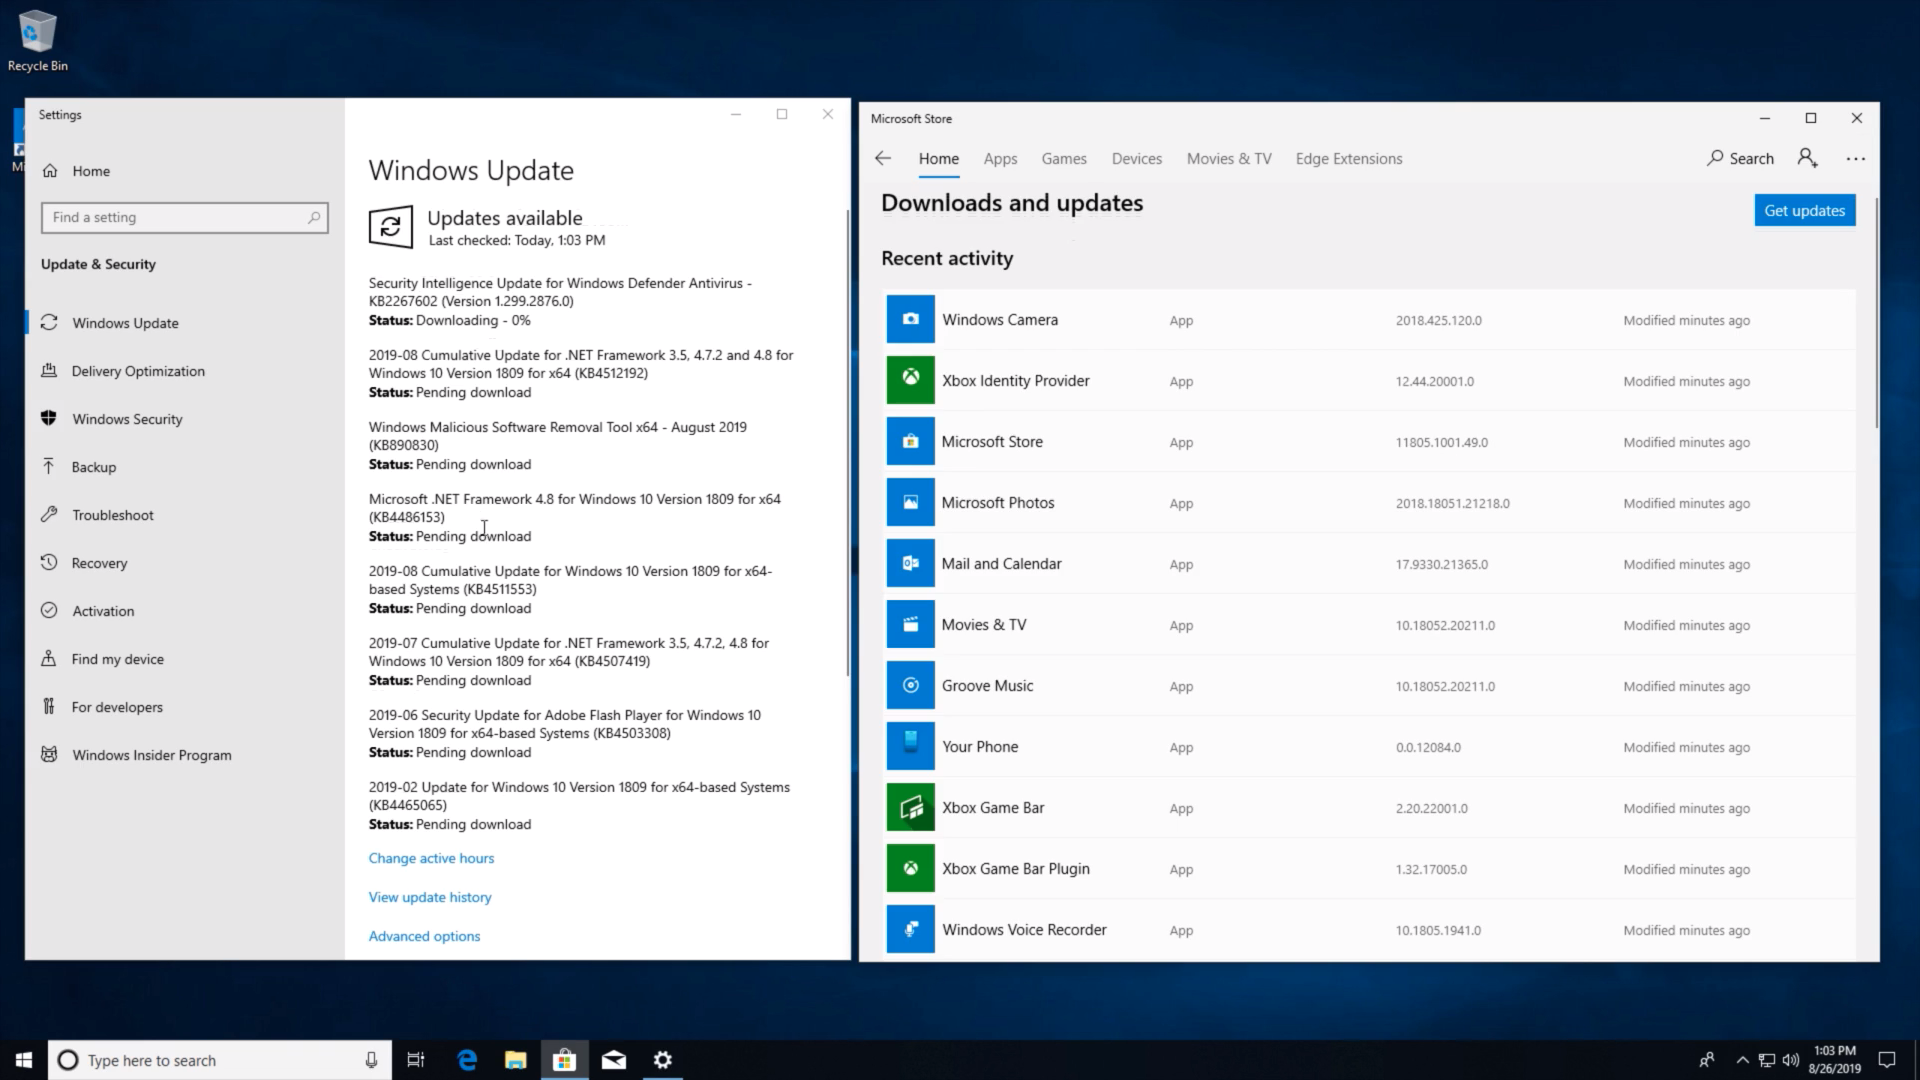 Recycle Bin
Mi
Settings
Home
Find a setting
Update & Security
Windows Update
Delivery Optimization
Windows Security
Backup
Troubleshoot
Recovery
Activation
Find my device
For developers
Windows Insider Program
Windows Update
Updates available
Last checked: Today, 1:03 PM
Security Intelligence Update for Windows Defender Antivirus -
KB2267602 (Version 1.299.2876.0)
Status: Downloading - 0%
2019-08 Cumulative Update for .NET Framework 3.5, 4.7.2 and 4.8 for
Windows 10 Version 1809 for x64 (KB4512192)
Status: Pending download
Windows Malicious Software Removal Tool x64 - August 2019
(KB890830)
Status: Pending download
Microsoft .NET Framework 4.8 for Windows 10 Version 1809 for x64
(KB4486153)
Status: Pending download
2019-08 Cumulative Update for Windows 10 Version 1809 for x64-
based Systems (KB4511553)
Status: Pending download
2019-07 Cumulative Update for .NET Framework 3.5, 4.7.2, 4.8 for
Windows 10 Version 1809 for x64 (KB4507419)
Status: Pending download
2019-06 Security Update for Adobe Flash Player for Windows 10
Version 1809 for x64-based Systems (KB4503308)
Status: Pending download
2019-02 Update for Windows 10 Version 1809 for x64-based Systems
(KB4465065)
Status: Pending download
Change active hours
View update history
Advanced options
Microsoft Store
Home Apps Games Devices Movies & TV Edge Extensions Search
Downloads and updates
Get updates
Recent activity
Windows Camera App 2018.425.120.0 Modified minutes ago
Xbox Identity Provider App 12.44.20001.0 Modified minutes ago
Microsoft Store App 11805.1001.49.0 Modified minutes ago
Microsoft Photos App 2018.18051.21218.0 Modified minutes ago
Mail and Calendar App 17.9330.21365.0 Modified minutes ago
Movies & TV App 10.18052.20211.0 Modified minutes ago
Groove Music App 10.18052.20211.0 Modified minutes ago
Your Phone App 0.0.12084.0 Modified minutes ago
Xbox Game Bar App 2.20.22001.0 Modified minutes ago
Xbox Game Bar Plugin App 1.32.17005.0 Modified minutes ago
Windows Voice Recorder App 10.1805.1941.0 Modified minutes ago
Type here to search
1:03 PM
8/26/2019